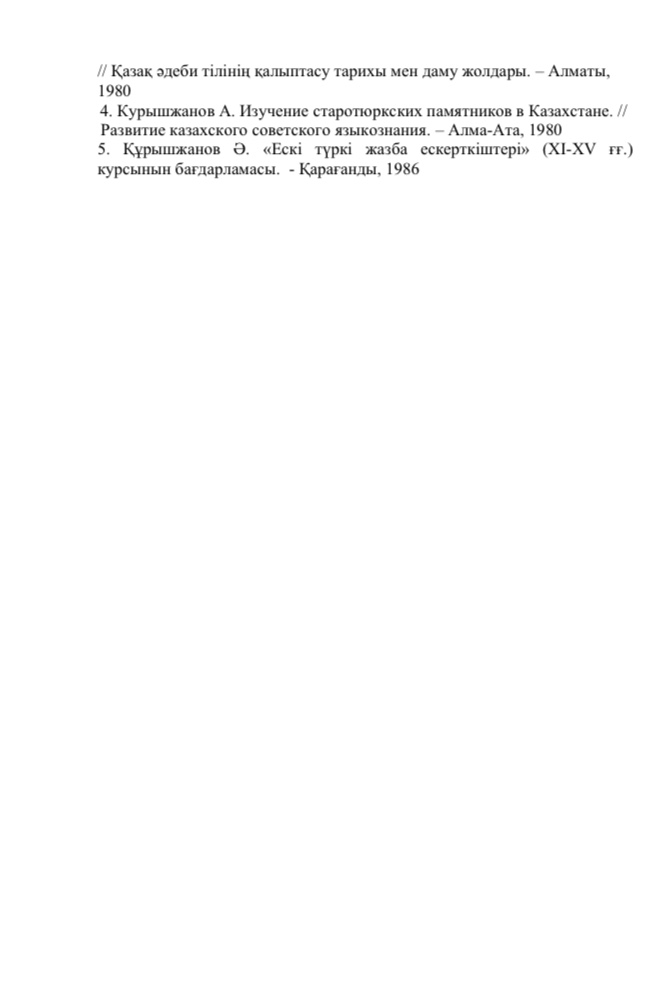 // Қазақ әдеби тілінің қалыптасу тарихы мен даму жолдары. – Алматы,
1980
4. Курышжанов А. Изучение старотюркских памятников в Казахстане. //
Развитие казахского советского языкознания. – Алма-Ата, 1980
5. Құрышжанов Ә. «Ескі түркі жазба ескерткіштері» (XI-XV ғғ.)
курсынын бағдарламасы. - Қарағанды, 1986